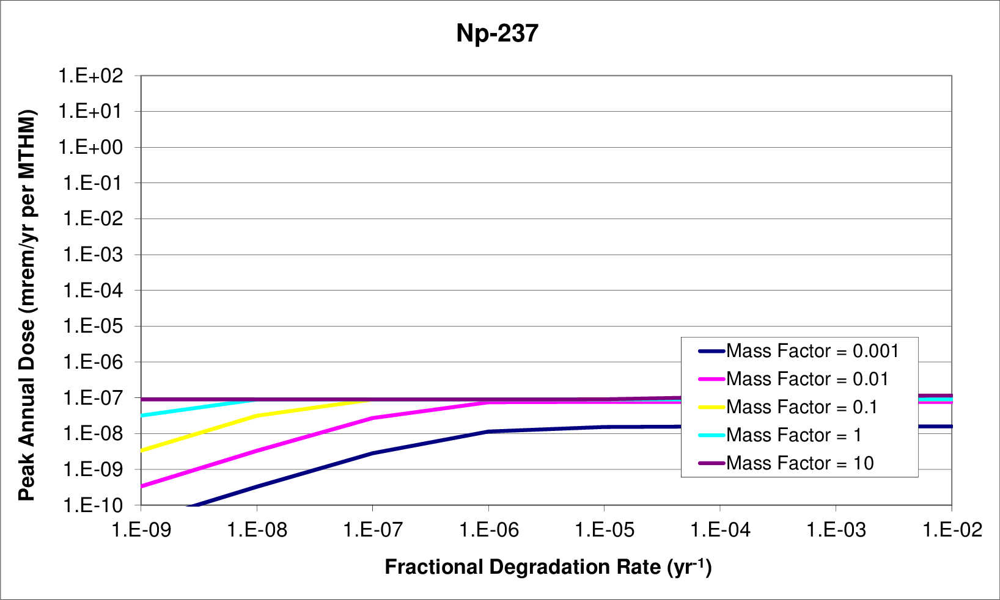 Np-237
Peak Annual Dose (mrem/yr per MTHM)
1.E+02
1.E+01
1.E+00
1.E-01
1.E-02
1.E-03
1.E-04
1.E-05
1.E-06
1.E-07
1.E-08
1.E-09
1.E-10
Mass Factor = 0.001
Mass Factor = 0.01
Mass Factor = 0.1
Mass Factor = 1
Mass Factor = 10
1.E-09 1.E-08 1.E-07 1.E-06 1.E-05 1.E-04 1.E-03 1.E-02
Fractional Degradation Rate (yr⁻¹)